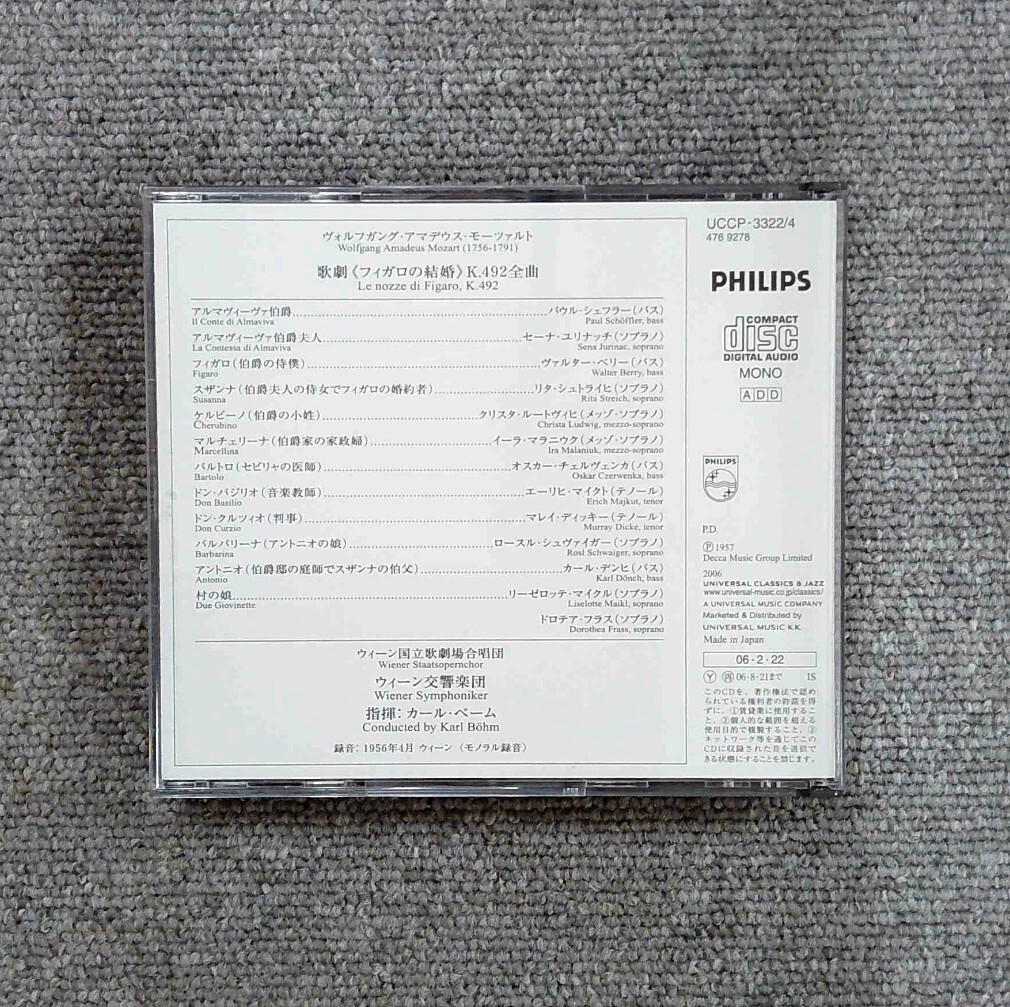 ヴォルフガング・アマデウス・モーツァルト
Wolfgang Amadeus Mozart (1756-1791)
歌劇《フィガロの結婚》K.492全曲
Le nozze di Figaro, K.492
アルマヴィーヴァ伯爵……パウル・シェフラー(バス)
Il Conte di Almaviva Paul Schöffler, bass
アルマヴィーヴァ伯爵夫人……セーナ・ユリナッチ(ソプラノ)
La Contessa di Almaviva Sena Jurinac, soprano
フィガロ(伯爵の侍僕)……ヴァルター・ベリー(バス)
Figaro Walter Berry, bass
スザンナ(伯爵夫人の侍女でフィガロの婚約者)……リタ・シュトライヒ(ソプラノ)
Susanna Rita Streich, soprano
ケルビーノ(伯爵の小姓)……クリスタ・ルートヴィヒ(メッゾ・ソプラノ)
Cherubino Christa Ludwig, mezzo-soprano
マルチェリーナ(伯爵家の家政婦)……イーラ・マラニウク(メッゾ・ソプラノ)
Marcellina Ira Malaniuk, mezzo-soprano
バルトロ(セビリャの医師)……オスカー・チェルヴェンカ(バス)
Bartolo Oskar Czerwenka, bass
ドン・バジリオ(音楽教師)……エーリヒ・マイクト(テノール)
Don Basilio Erich Majkut, tenor
ドン・クルツィオ(判事)……マレイ・ディッキー(テノール)
Don Curzio Murray Dicke, tenor
バルバリーナ(アントニオの娘)……ロースル・シュヴァイガー(ソプラノ)
Barbarina Rosl Schwaiger, soprano
アントニオ(伯爵邸の庭師でスザンナの伯父)……カール・デンヒ(バス)
Antonio Karl Dönch, bass
村の娘……リーゼロッテ・マイクル(ソプラノ)
Due Giovinette Liselotte Maikl, soprano
ドロテア・フラス(ソプラノ)
Dorothea Frass, soprano
ウィーン国立歌劇場合唱団
Wiener Staatsopernchor
ウィーン交響楽団
Wiener Symphoniker
指揮: カール・ベーム
Conducted by Karl Böhm
録音: 1956年4月 ウィーン 〈モノラル録音〉
UCCP-3322/4
476 9278
PHILIPS
COMPACT
disc
DIGITAL AUDIO
MONO
ADD
PHILIPS
P.D.
Ⓟ1957
Decca Music Group Limited
2006
UNIVERSAL CLASSICS & JAZZ
www.universal-music.co.jp/classics/
A UNIVERSAL MUSIC COMPANY
Marketed & Distributed by
UNIVERSAL MUSIC K.K.
Made in Japan
06・2・22
Ⓨ 再 06・8・21まで IS
このCDを、著作権法で認め
られている権利者の許諾を得
ずに、①賃貸業に使用するこ
と、②個人的な範囲を超える
使用目的で複製すること、③
ネットワーク等を通じてこの
CDに収録された音を送信で
きる状態にすることを禁じます。